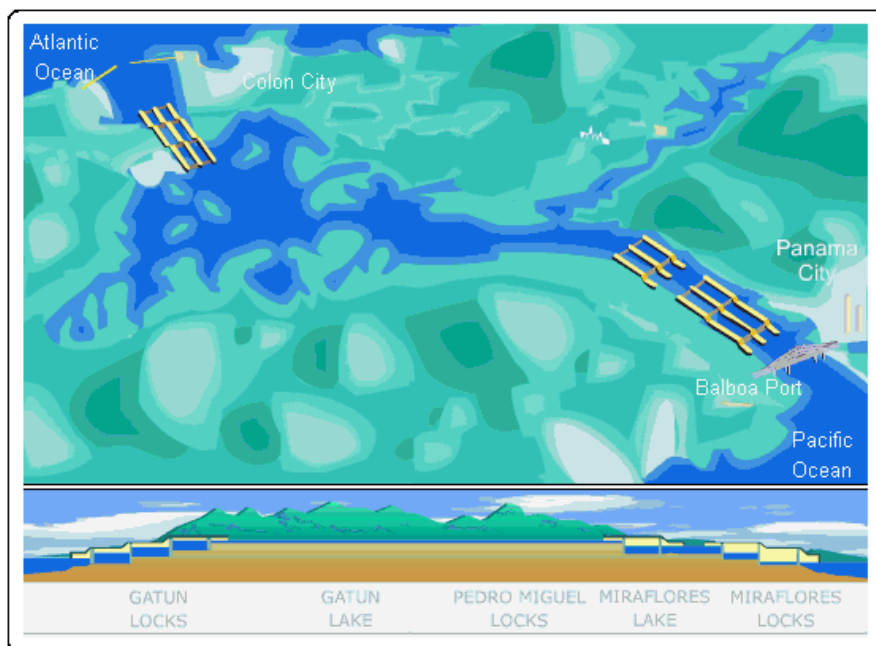 Atlantic
Ocean
Colon City
Panama
City
Balboa Port
Pacific
Ocean
GATUN LOCKS
GATUN LAKE
PEDRO MIGUEL LOCKS
MIRAFLORES LAKE
MIRAFLORES LOCKS